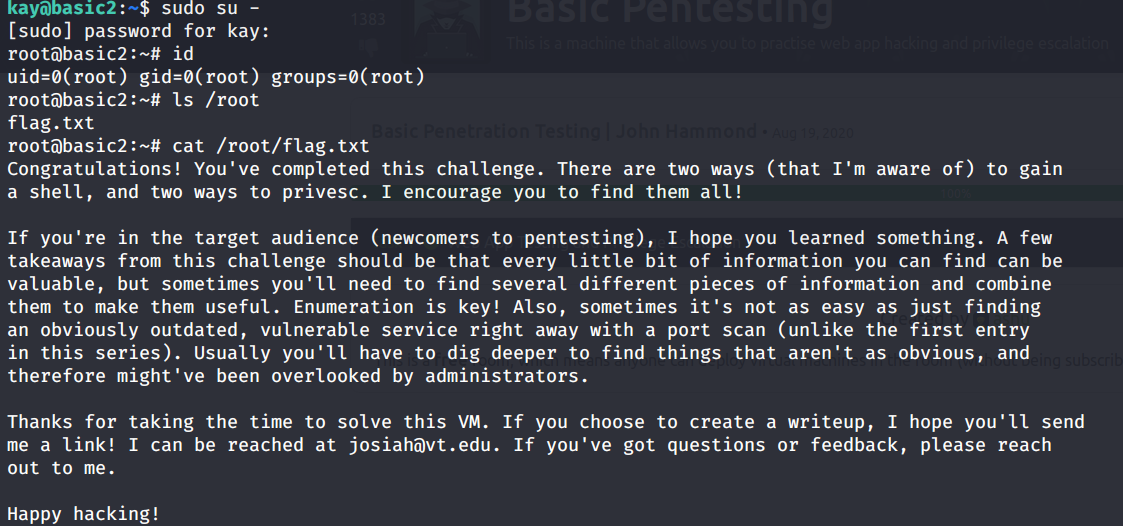 kay@basic2:~$ sudo su -
[sudo] password for kay:
root@basic2:~# id
uid=0(root) gid=0(root) groups=0(root)
root@basic2:~# ls /root
flag.txt
root@basic2:~# cat /root/flag.txt
Congratulations! You've completed this challenge. There are two ways (that I'm aware of) to gain
a shell, and two ways to privesc. I encourage you to find them all!
If you're in the target audience (newcomers to pentesting), I hope you learned something. A few
takeaways from this challenge should be that every little bit of information you can find can be
valuable, but sometimes you'll need to find several different pieces of information and combine
them to make them useful. Enumeration is key! Also, sometimes it's not as easy as just finding
an obviously outdated, vulnerable service right away with a port scan (unlike the first entry
in this series). Usually you'll have to dig deeper to find things that aren't as obvious, and
therefore might've been overlooked by administrators.
Thanks for taking the time to solve this VM. If you choose to create a writeup, I hope you'll send
me a link! I can be reached at josiah@vt.edu. If you've got questions or feedback, please reach
out to me.
Happy hacking!
1383
Basic Pentesting
This is a machine that allows you to practise web app hacking and privilege escalation
Basic Penetration Testing | John Hammond • Aug 19, 2020